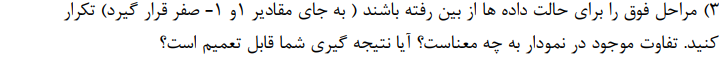 ۳) مراحل فوق را برای حالت داده ها از بین رفته باشند ( به جای مقادیر ۱و ۱- صفر قرار گیرد) تکرار
کنید. تفاوت موجود در نمودار به چه معناست؟ آیا نتیجه گیری شما قابل تعمیم است؟